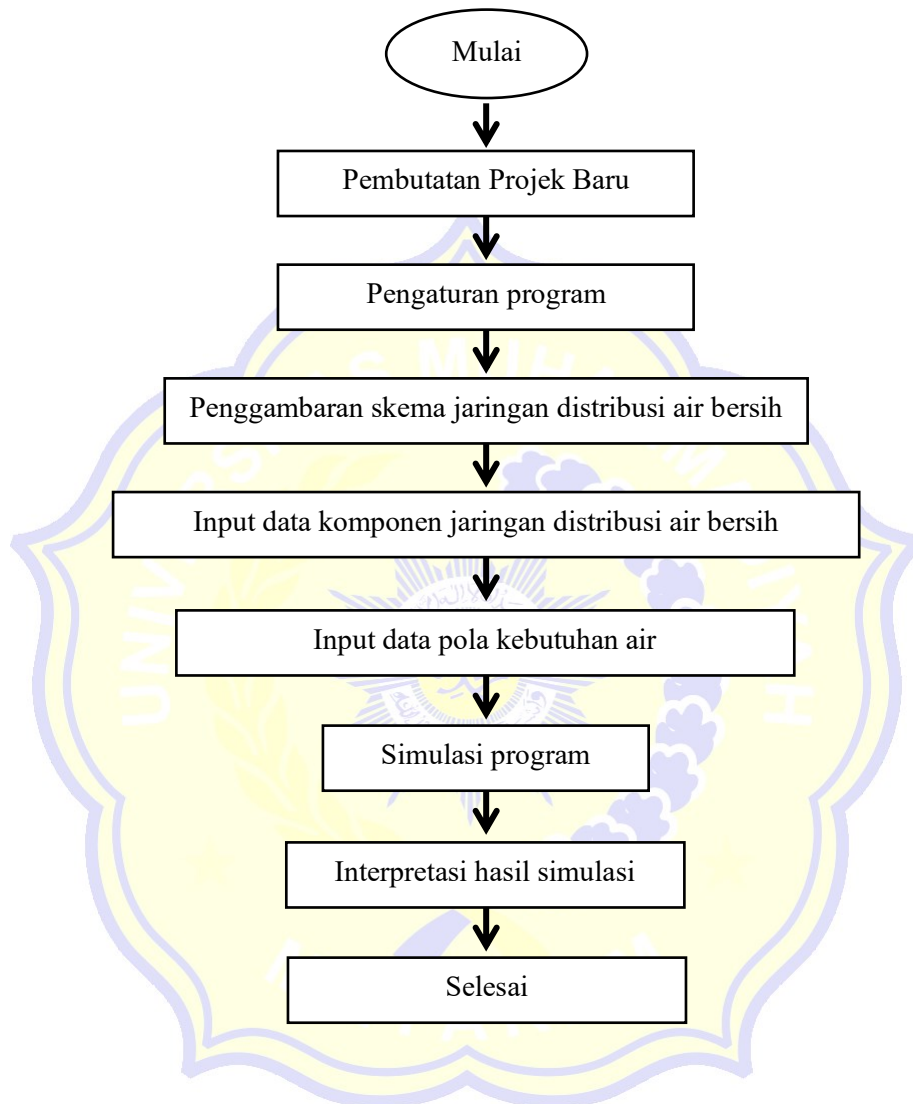 Mulai
Pembutatan Projek Baru
Pengaturan program
Penggambaran skema jaringan distribusi air bersih
Input data komponen jaringan distribusi air bersih
Input data pola kebutuhan air
Simulasi program
Interpretasi hasil simulasi
Selesai